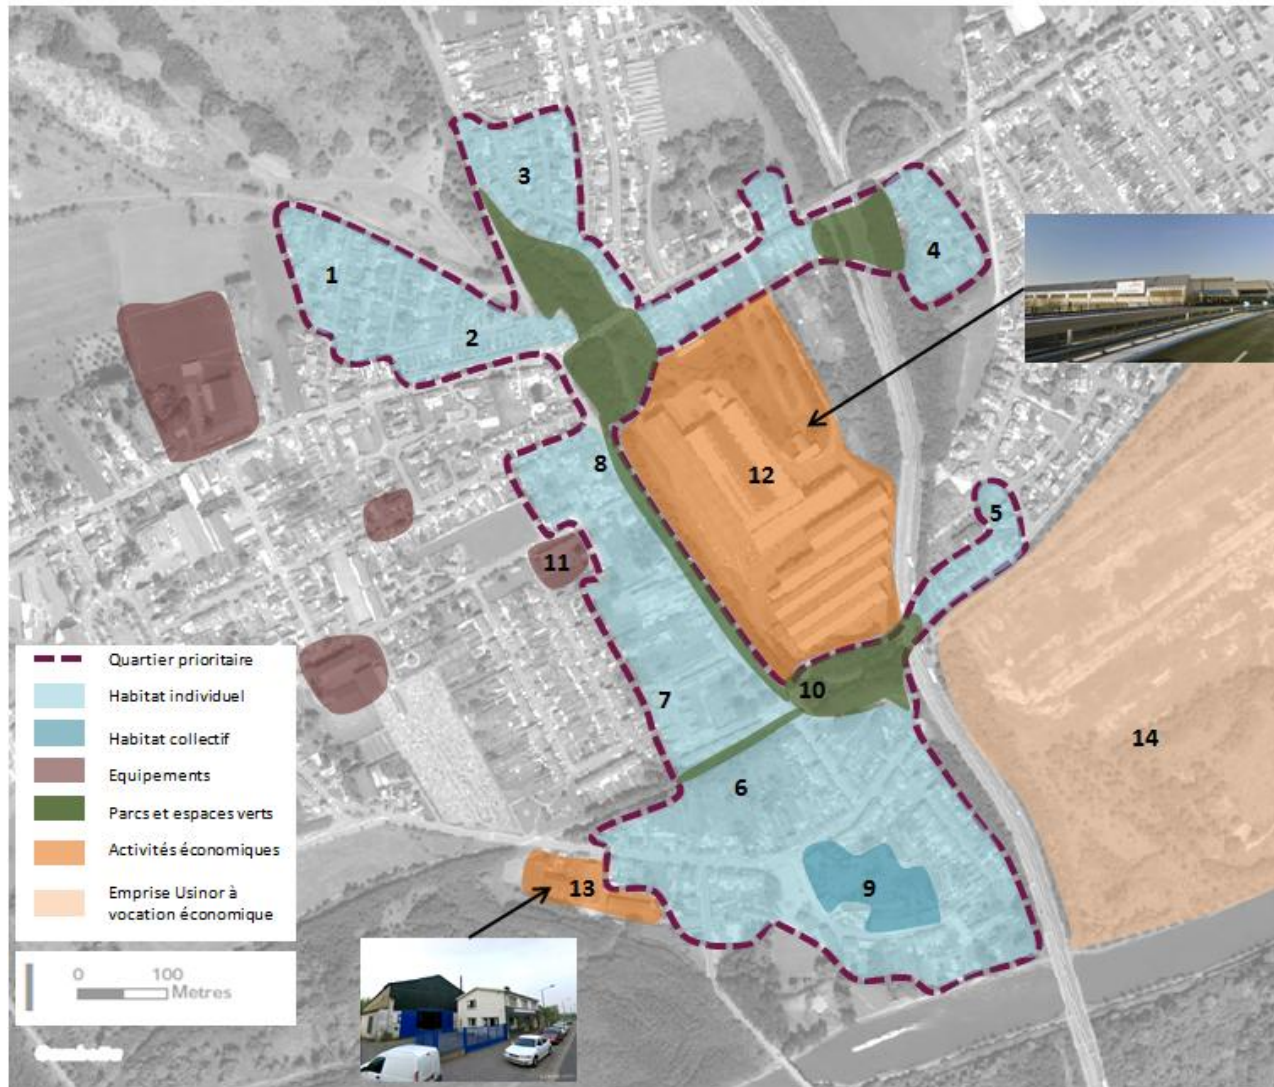 3
4
1
2
8
12
5
11
10
7
14
6
13
9
Quartier prioritaire
Habitat individuel
Habitat collectif
Equipements
Parcs et espaces verts
Activités économiques
Emprise Usinor à
vocation économique
0 100
Metres